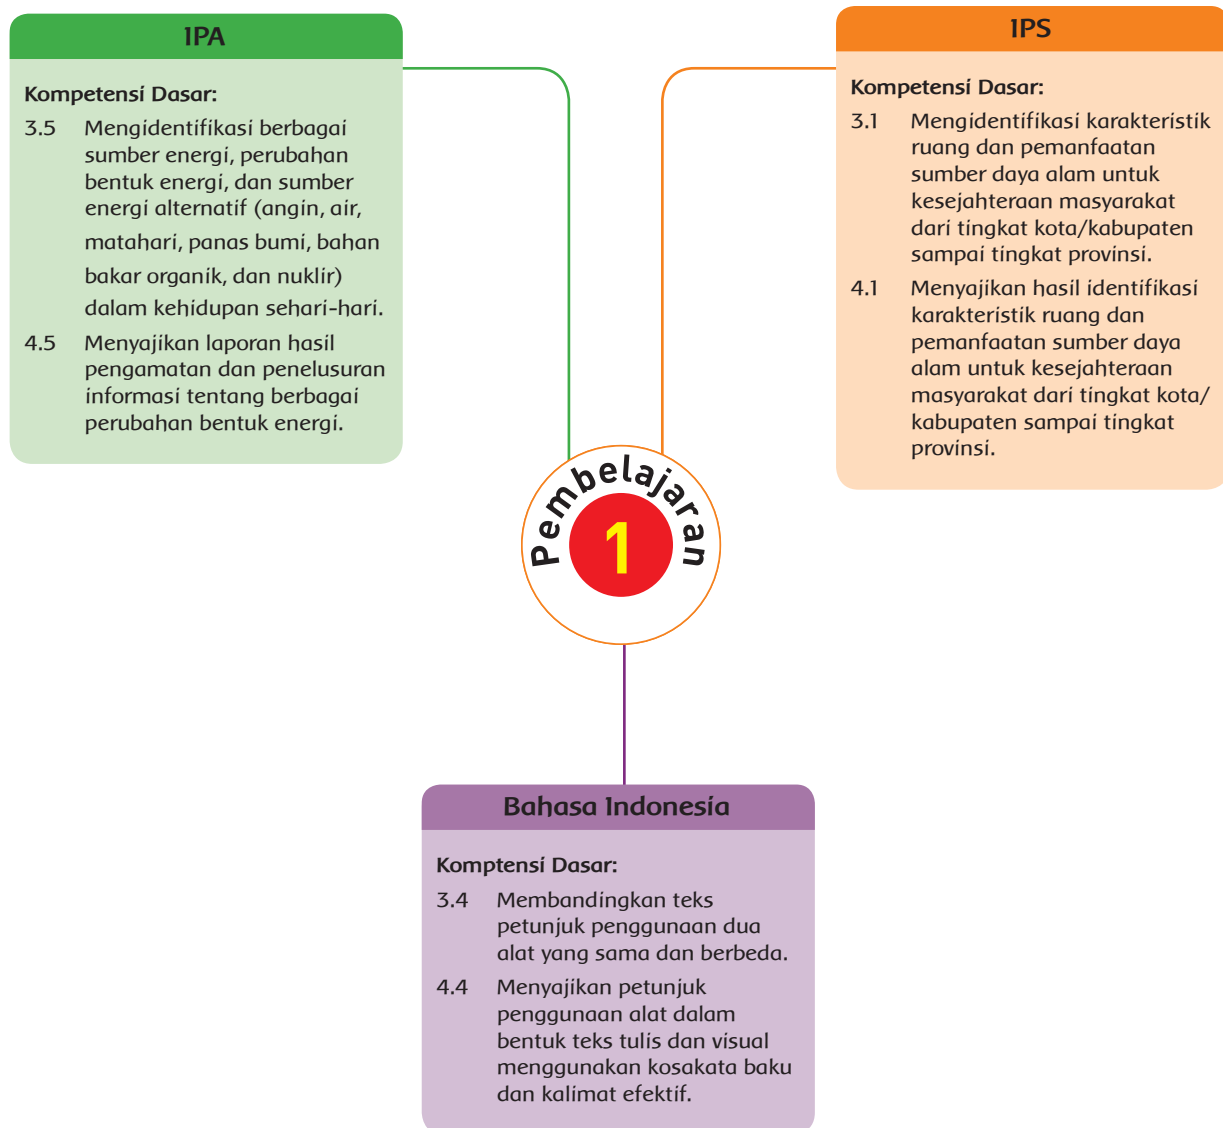 IPA
Kompetensi Dasar:
3.5 Mengidentifikasi berbagai
sumber energi, perubahan
bentuk energi, dan sumber
energi alternatif (angin, air,
matahari, panas bumi, bahan
bakar organik, dan nuklir)
dalam kehidupan sehari-hari.
4.5 Menyajikan laporan hasil
pengamatan dan penelusuran
informasi tentang berbagai
perubahan bentuk energi.
IPS
Kompetensi Dasar:
3.1 Mengidentifikasi karakteristik
ruang dan pemanfaatan
sumber daya alam untuk
kesejahteraan masyarakat
dari tingkat kota/kabupaten
sampai tingkat provinsi.
4.1 Menyajikan hasil identifikasi
karakteristik ruang dan
pemanfaatan sumber daya
alam untuk kesejahteraan
masyarakat dari tingkat kota/
kabupaten sampai tingkat
provinsi.
Pembelajaran
1
Bahasa Indonesia
Komptensi Dasar:
3.4 Membandingkan teks
petunjuk penggunaan dua
alat yang sama dan berbeda.
4.4 Menyajikan petunjuk
penggunaan alat dalam
bentuk teks tulis dan visual
menggunakan kosakata baku
dan kalimat efektif.